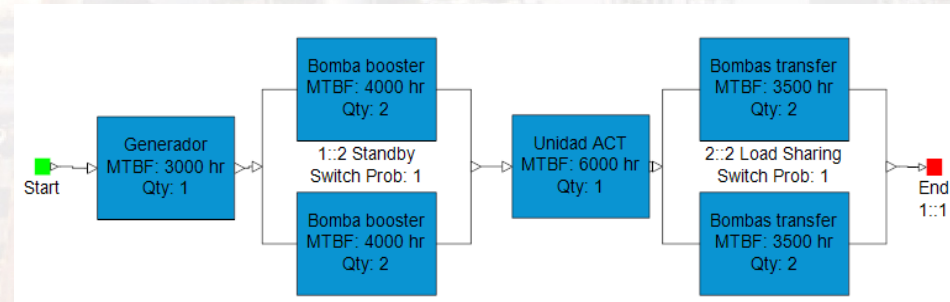 Start
Generador
MTBF: 3000 hr
Qty: 1
Bomba booster
MTBF: 4000 hr
Qty: 2
1::2 Standby
Switch Prob: 1
Bomba booster
MTBF: 4000 hr
Qty: 2
Unidad ACT
MTBF: 6000 hr
Qty: 1
Bombas transfer
MTBF: 3500 hr
Qty: 2
2::2 Load Sharing
Switch Prob: 1
Bombas transfer
MTBF: 3500 hr
Qty: 2
End
1::1